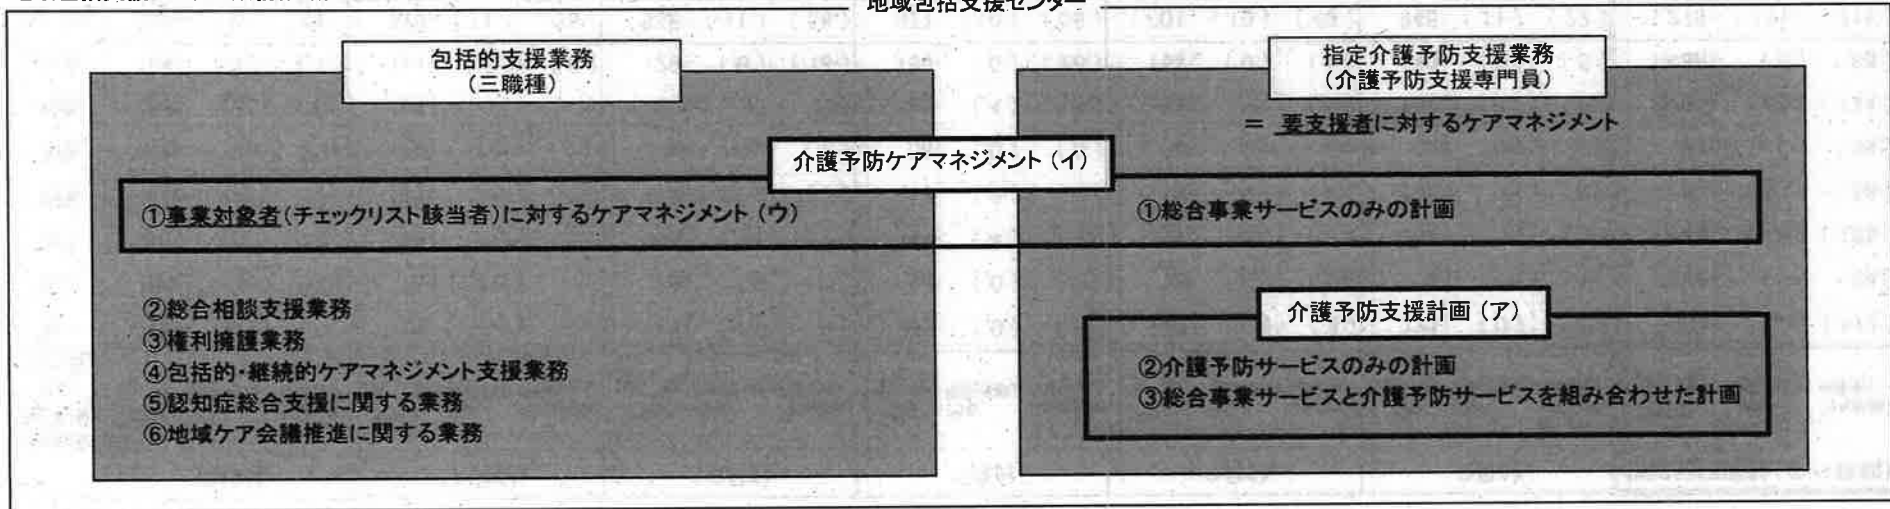 地域包括支援センター
包括的支援業務
（三職種）
指定介護予防支援業務
（介護予防支援専門員）
＝ 要支援者に対するケアマネジメント
介護予防ケアマネジメント（イ）
①事業対象者（チェックリスト該当者）に対するケアマネジメント（ウ）
①総合事業サービスのみの計画
②総合相談支援業務
③権利擁護業務
④包括的・継続的ケアマネジメント支援業務
⑤認知症総合支援に関する業務
⑥地域ケア会議推進に関する業務
介護予防支援計画（ア）
②介護予防サービスのみの計画
③総合事業サービスと介護予防サービスを組み合わせた計画